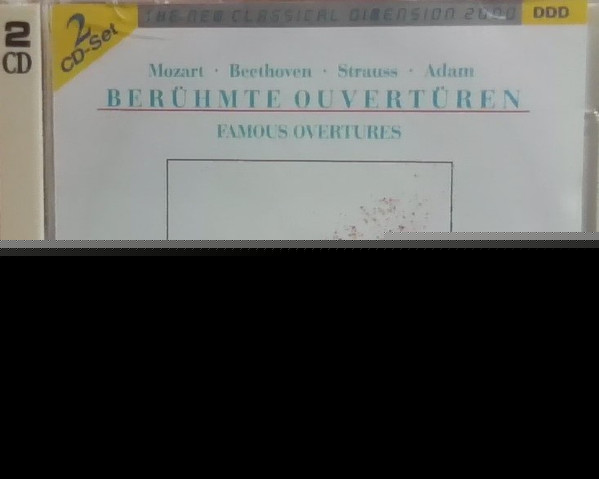 2
CD
2
CD-Set
THE NEW CLASSICAL DIMENSION 2000
DDD
Mozart · Beethoven · Strauss · Adam
BERÜHMTE OUVERTÜREN
FAMOUS OVERTURES